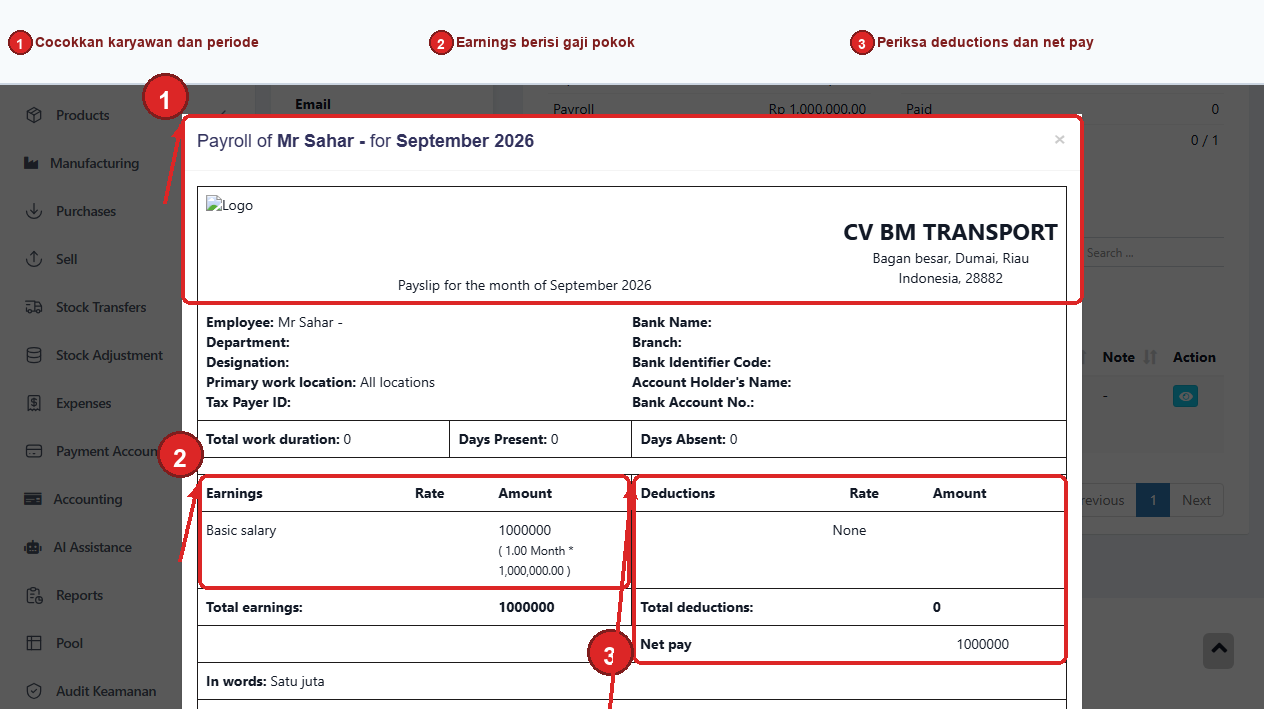 1 Cocokkan karyawan dan periode
2 Earnings berisi gaji pokok
3 Periksa deductions dan net pay
Products
Manufacturing
Purchases
Sell
Stock Transfers
Stock Adjustment
Expenses
Payment Accoun
Accounting
AI Assistance
Reports
Pool
Audit Keamanan
Email
Payroll Rp 1.000.000,00
Paid 0
0 / 1
Search ...
Note Action
-
revious 1 Next
1
Payroll of Mr Sahar - for September 2026 ×
Logo
CV BM TRANSPORT
Bagan besar, Dumai, Riau
Indonesia, 28882
Payslip for the month of September 2026
Employee: Mr Sahar -
Department:
Designation:
Primary work location: All locations
Tax Payer ID:
Bank Name:
Branch:
Bank Identifier Code:
Account Holder's Name:
Bank Account No.:
Total work duration: 0
Days Present: 0
Days Absent: 0
2
Earnings Rate Amount
Basic salary 1000000
( 1.00 Month *
1,000,000.00 )
Total earnings: 1000000
Deductions Rate Amount
None
Total deductions: 0
3
Net pay 1000000
In words: Satu juta